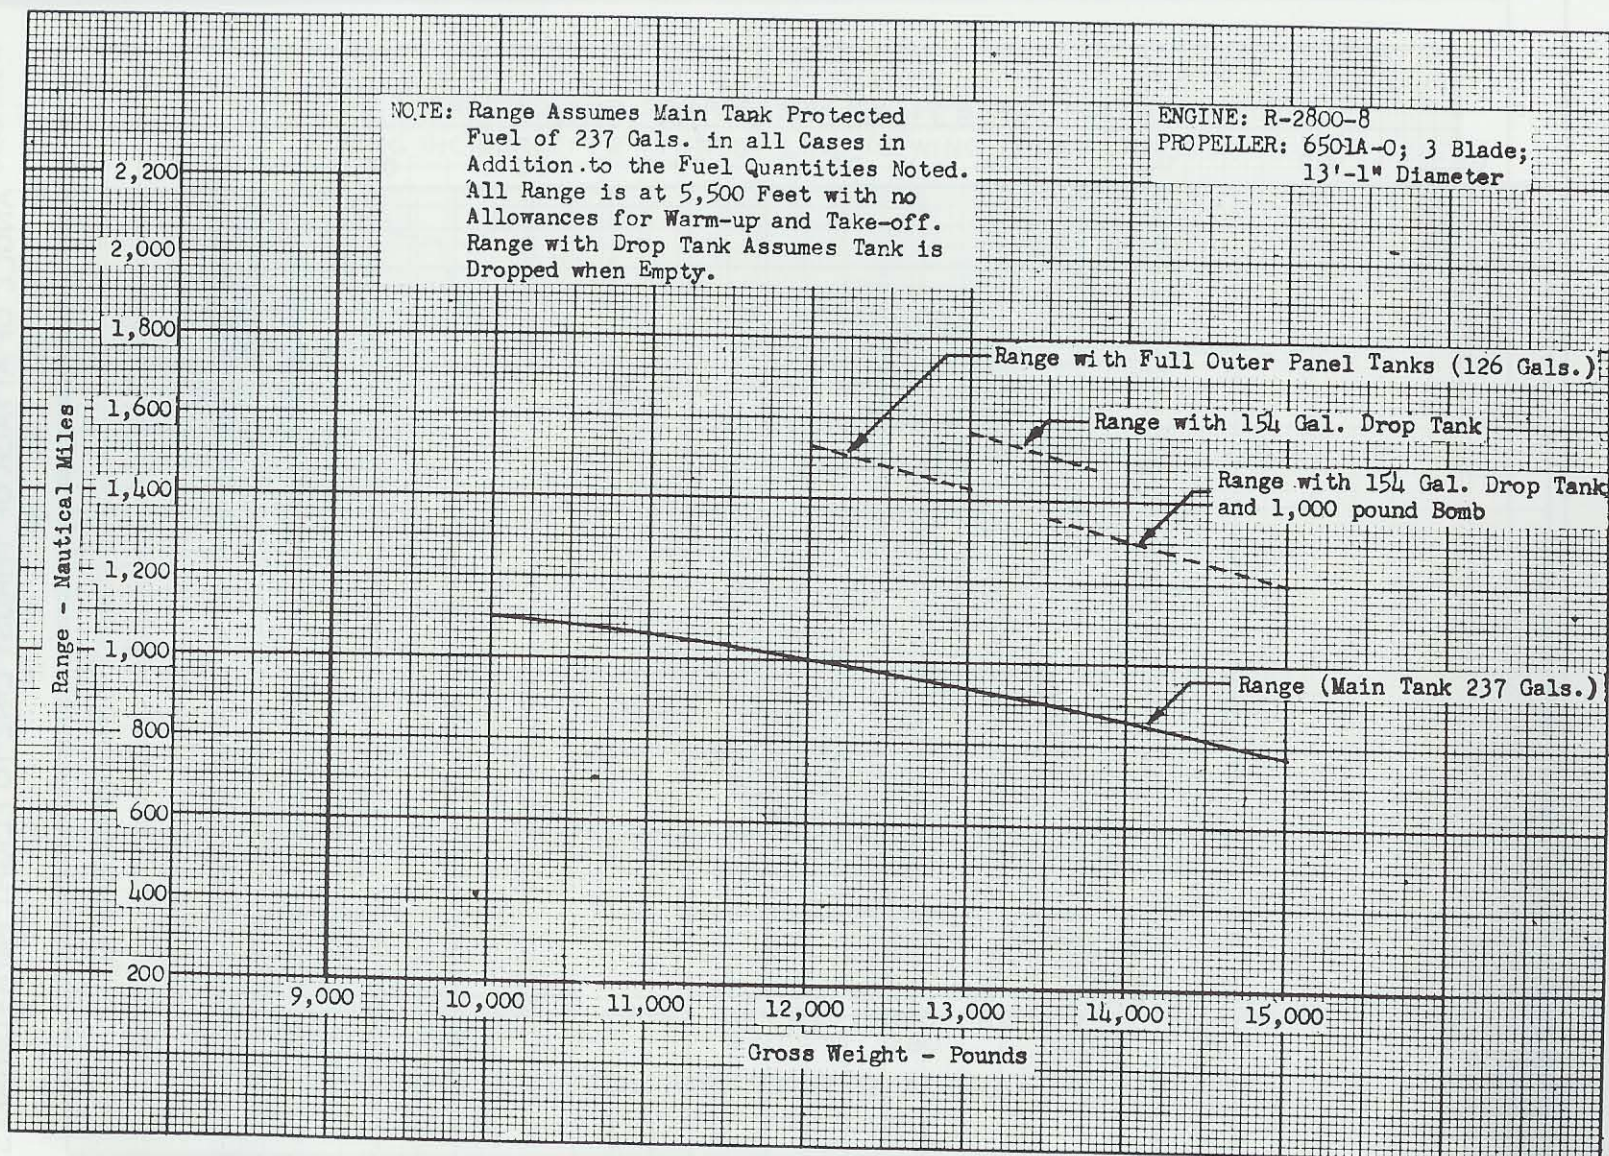 NOTE: Range Assumes Main Tank Protected
Fuel of 237 Gals. in all Cases in
Addition.to the Fuel Quantities Noted.
All Range is at 5,500 Feet with no
Allowances for Warm-up and Take-off.
Range with Drop Tank Assumes Tank is
Dropped when Empty.
ENGINE: R-2800-8
PROPELLER: 6501A-0; 3 Blade;
13'-1" Diameter
2,200
2,000
1,800
1,600
1,400
1,200
1,000
800
600
400
200
Range - Nautical Miles
Range with Full Outer Panel Tanks (126 Gals.)
Range with 154 Gal. Drop Tank
Range with 154 Gal. Drop Tank
and 1,000 pound Bomb
Range (Main Tank 237 Gals.)
9,000
10,000
11,000
12,000
13,000
14,000
15,000
Gross Weight - Pounds